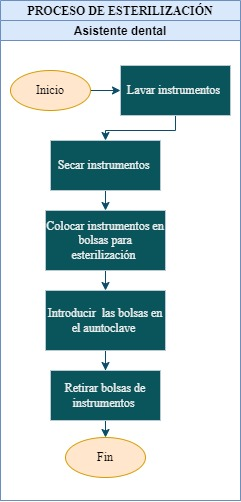 PROCESO DE ESTERILIZACIÓN
Asistente dental
Inicio
Lavar instrumentos
Secar instrumentos
Colocar instrumentos en
bolsas para
esterilización
Introducir las bolsas en
el auntoclave
Retirar bolsas de
instrumentos
Fin